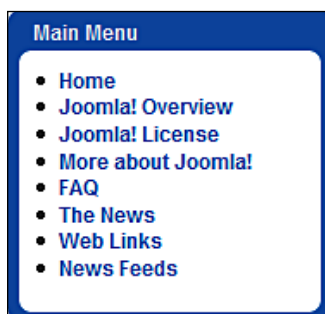 Main Menu
Home
Joomla! Overview
Joomla! License
More about Joomla!
FAQ
The News
Web Links
News Feeds